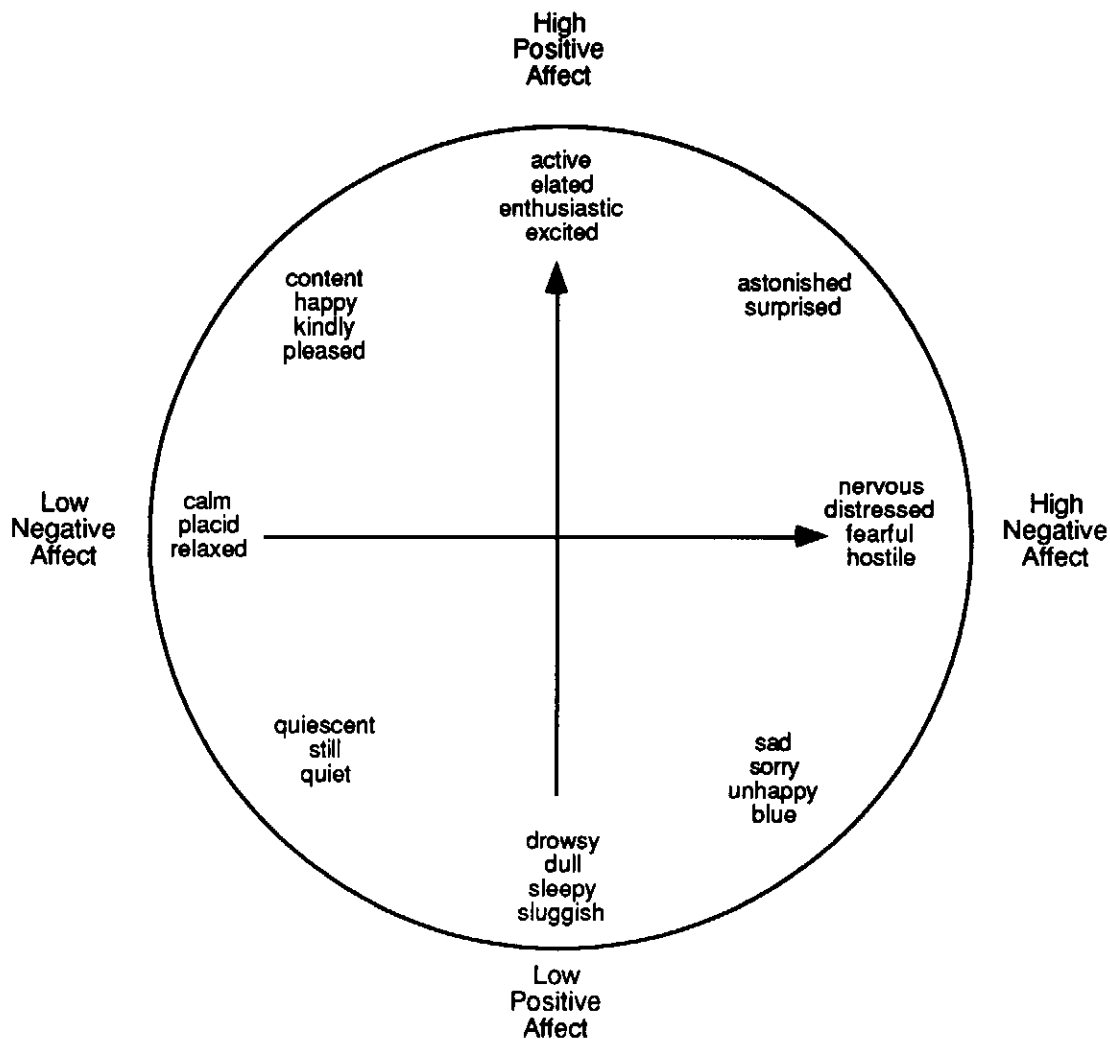 High
Positive
Affect
active
elated
enthusiastic
excited
content
happy
kindly
pleased
astonished
surprised
Low
Negative
Affect
calm
placid
relaxed
nervous
distressed
fearful
hostile
High
Negative
Affect
quiescent
still
quiet
sad
sorry
unhappy
blue
drowsy
dull
sleepy
sluggish
Low
Positive
Affect